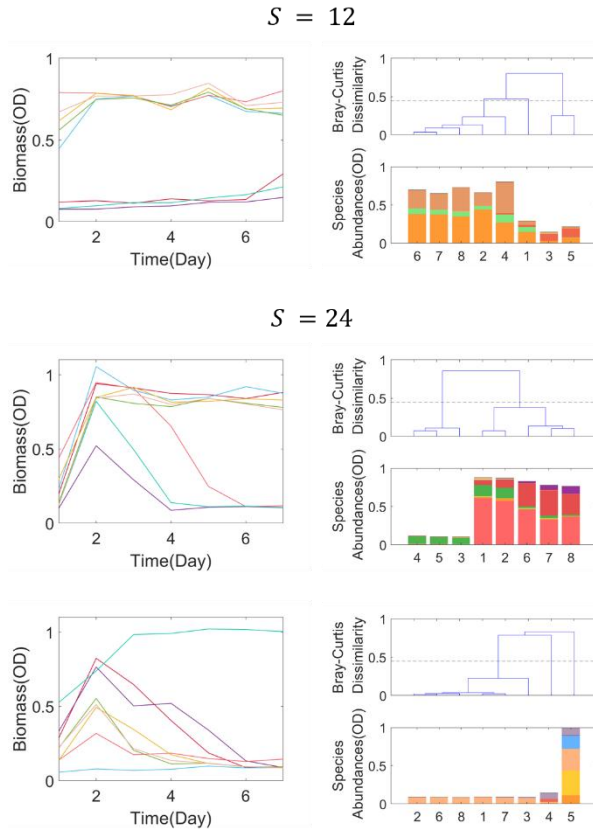 S = 12
Biomass(OD)
1
0.5
0
2
4
6
Time(Day)
Bray-Curtis
Dissimilarity
1
0.5
0
Species
Abundances(OD)
1
0.5
0
6 7 8 2 4 1 3 5
S = 24
Biomass(OD)
1
0.5
0
2
4
6
Time(Day)
Bray-Curtis
Dissimilarity
1
0.5
0
Species
Abundances(OD)
1
0.5
0
4 5 3 1 2 6 7 8
Biomass(OD)
1
0.5
0
2
4
6
Time(Day)
Bray-Curtis
Dissimilarity
1
0.5
0
Species
Abundances(OD)
1
0.5
0
2 6 8 1 7 3 4 5